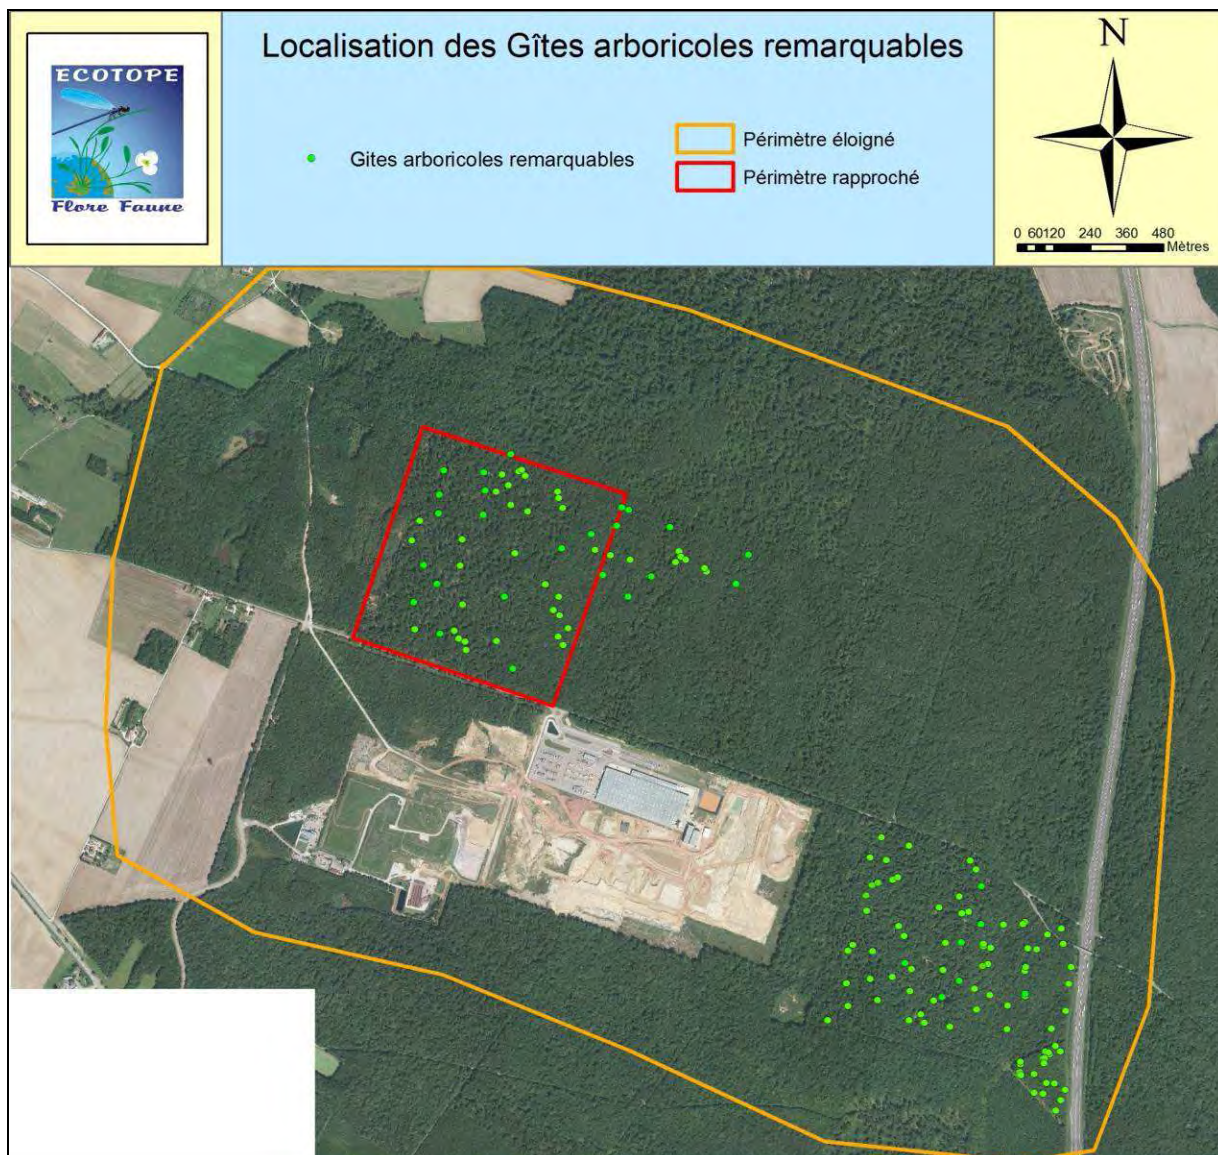 ECOTOPE
Flore Faune
Localisation des Gîtes arboricoles remarquables
Gites arboricoles remarquables
Périmètre éloigné
Périmètre rapproché
N
0 60120 240 360 480
Mètres